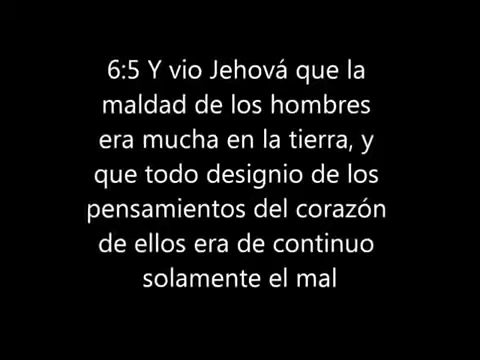 6:5 Y vio Jehová que la
maldad de los hombres
era mucha en la tierra, y
que todo designio de los
pensamientos del corazón
de ellos era de continuo
solamente el mal